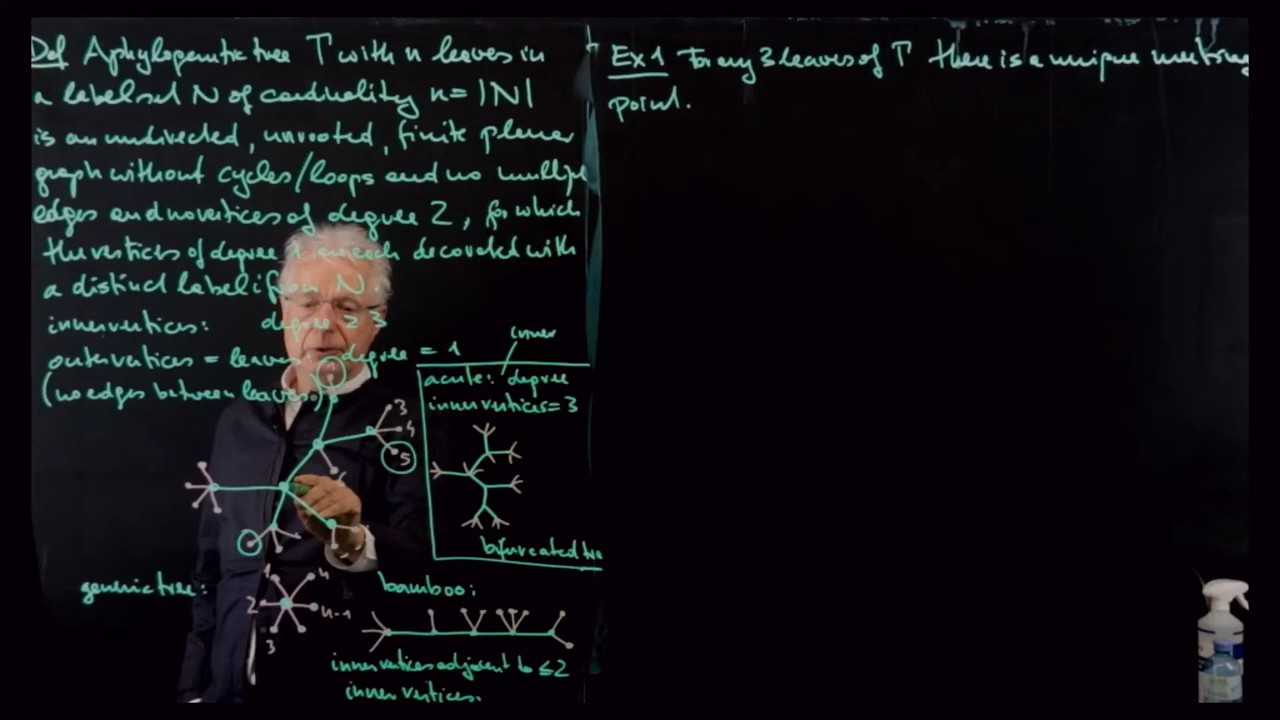 Def A phylogenetic tree T with n leaves in
a label set N of cardinality n = |N|
is an undirected, unrooted, finite planar
graph without cycles/loops and no multiple
edges and no vertices of degree 2, for which
the vertices of degree 1 are each decorated with
a distinct label i from N.
inner vertices: degree ≥ 3
outer vertices = leaves: degree = 1
(no edges between leaves.)
3
4
5
generic tree:
1
n
2
n-1
3
inner
acute: degree
inner vertices = 3
bifurcated tree
bamboo:
inner vertices adjacent to ≤ 2
inner vertices.
Ex 1 For any 3 leaves of T there is a unique meeting
point.